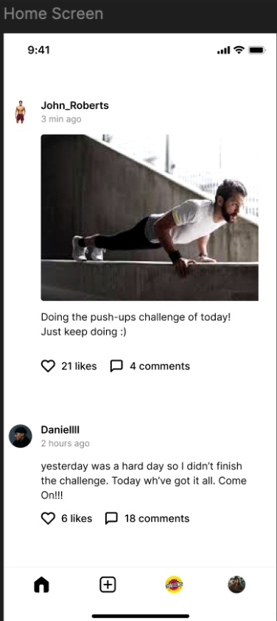 Home Screen
9:41
John_Roberts
3 min ago
Doing the push-ups challenge of today!
Just keep doing :)
21 likes 4 comments
Daniellll
2 hours ago
yesterday was a hard day so I didn't finish
the challenge. Today wh've got it all. Come
On!!!
6 likes 18 comments